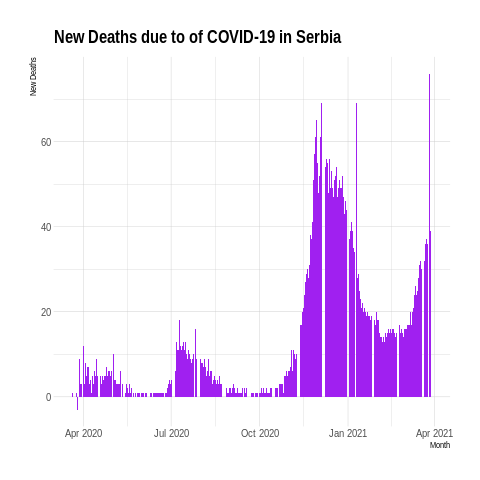 New Deaths due to of COVID-19 in Serbia
New Deaths
60
40
20
0
Apr 2020
Jul 2020
Oct 2020
Jan 2021
Apr 2021
Month